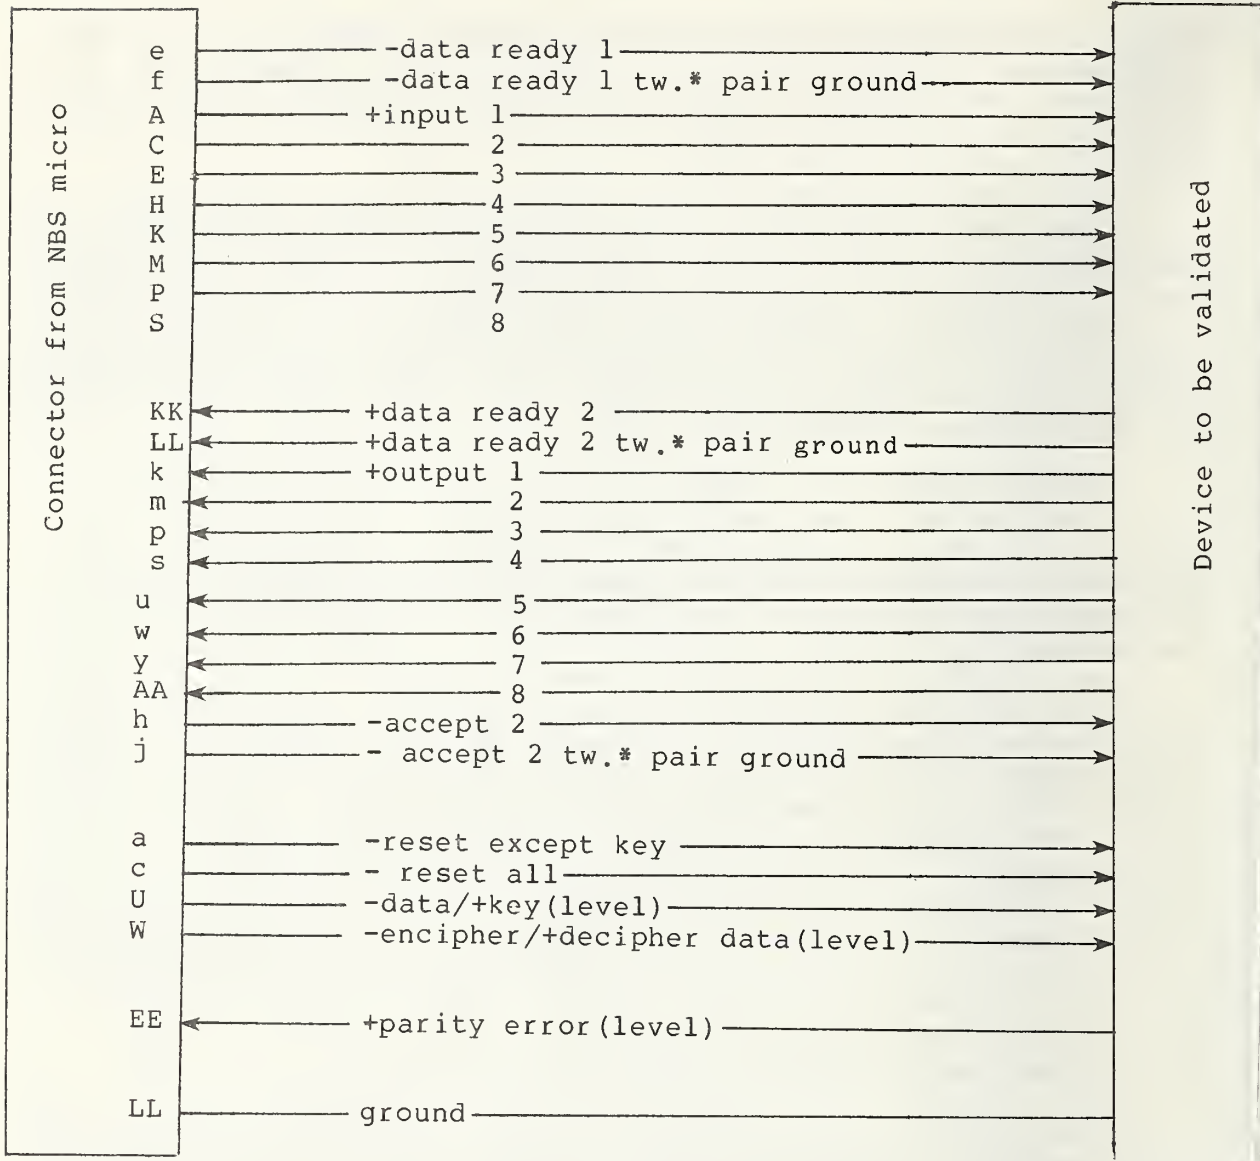 Connector from NBS micro
e -data ready 1
f -data ready 1 tw.* pair ground
A +input 1
C 2
E 3
H 4
K 5
M 6
P 7
S 8
KK +data ready 2
LL +data ready 2 tw.* pair ground
k +output 1
m 2
p 3
s 4
u 5
w 6
y 7
AA 8
h -accept 2
j - accept 2 tw.* pair ground
a -reset except key
c - reset all
U -data/+key(level)
W -encipher/+decipher data(level)
EE +parity error(level)
LL ground
Device to be validated